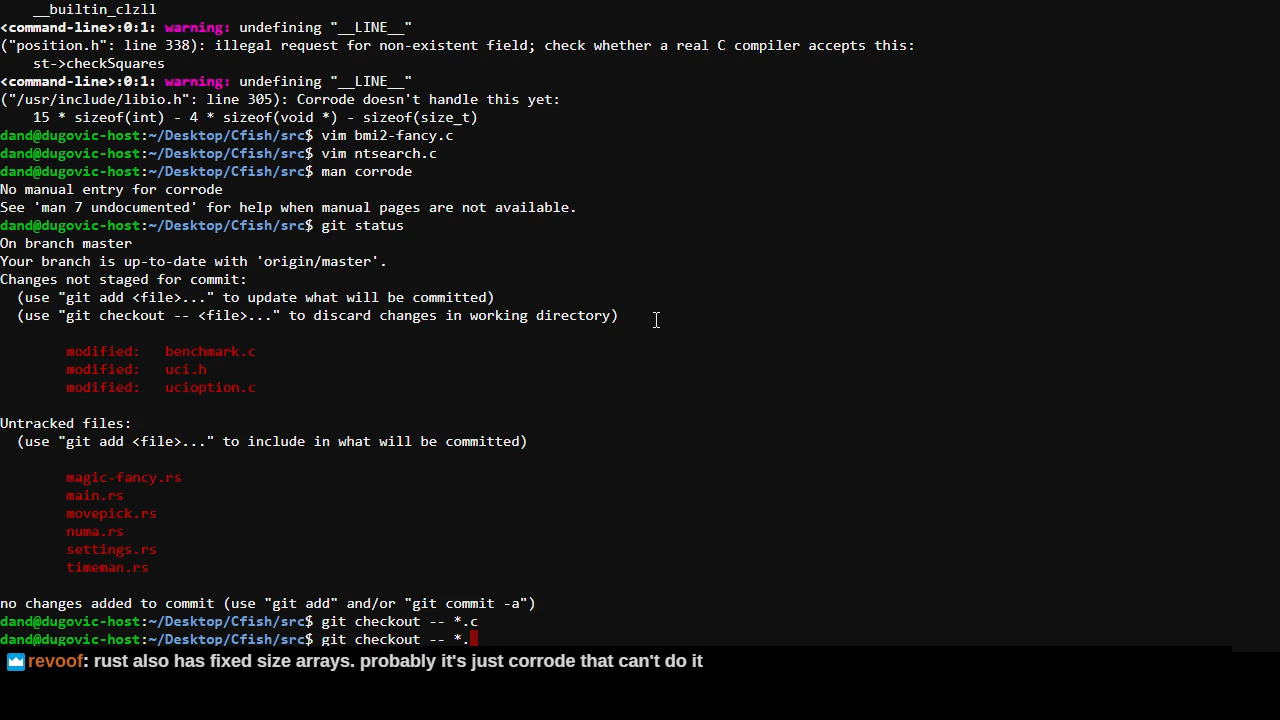 __builtin_clzll
<command-line>:0:1: warning: undefining "__LINE__"
("position.h": line 338): illegal request for non-existent field; check whether a real C compiler accepts this:
    st->checkSquares
<command-line>:0:1: warning: undefining "__LINE__"
("/usr/include/libio.h": line 305): Corrode doesn't handle this yet:
    15 * sizeof(int) - 4 * sizeof(void *) - sizeof(size_t)
dand@dugovic-host:~/Desktop/Cfish/src$ vim bmi2-fancy.c
dand@dugovic-host:~/Desktop/Cfish/src$ vim ntsearch.c
dand@dugovic-host:~/Desktop/Cfish/src$ man corrode
No manual entry for corrode
See 'man 7 undocumented' for help when manual pages are not available.
dand@dugovic-host:~/Desktop/Cfish/src$ git status
On branch master
Your branch is up-to-date with 'origin/master'.
Changes not staged for commit:
  (use "git add <file>..." to update what will be committed)
  (use "git checkout -- <file>..." to discard changes in working directory)
        modified:   benchmark.c
        modified:   uci.h
        modified:   ucioption.c
Untracked files:
  (use "git add <file>..." to include in what will be committed)
        magic-fancy.rs
        main.rs
        movepick.rs
        numa.rs
        settings.rs
        timeman.rs
no changes added to commit (use "git add" and/or "git commit -a")
dand@dugovic-host:~/Desktop/Cfish/src$ git checkout -- *.c
dand@dugovic-host:~/Desktop/Cfish/src$ git checkout -- *.
revoof: rust also has fixed size arrays. probably it's just corrode that can't do it